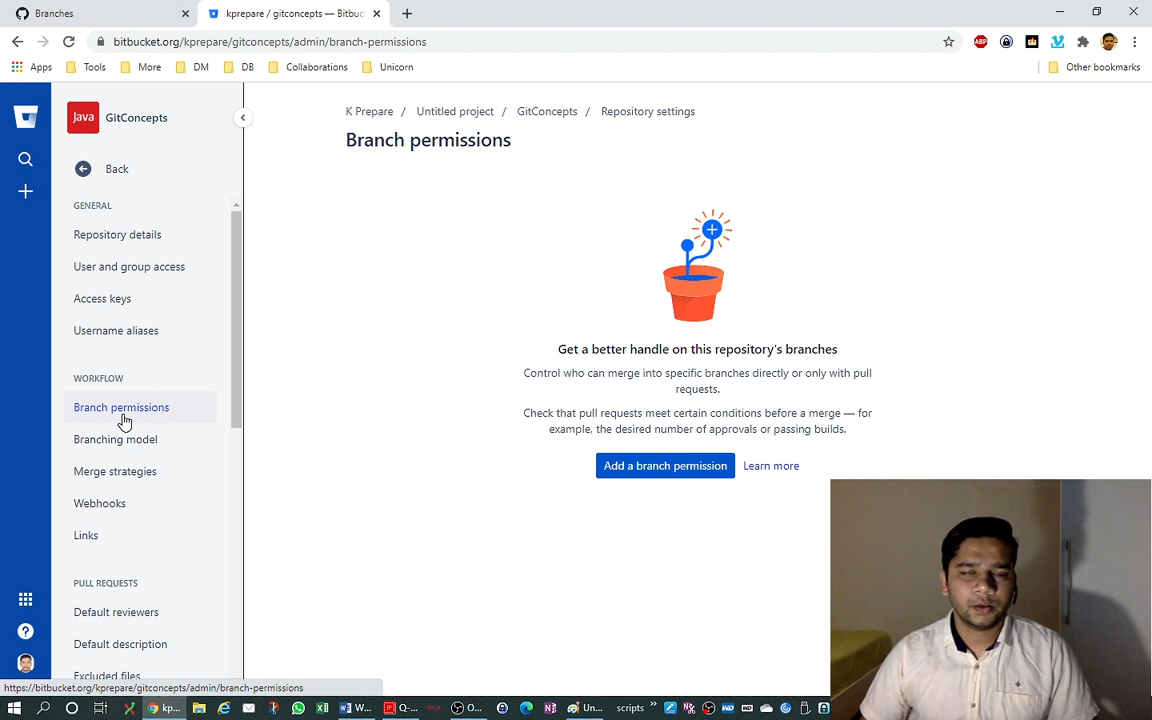 Branches
kprepare / gitconcepts — Bitbuc
bitbucket.org/kprepare/gitconcepts/admin/branch-permissions
ABP
Apps
Tools
More
DM
DB
Collaborations
Unicorn
Other bookmarks
Java
GitConcepts
Back
GENERAL
Repository details
User and group access
Access keys
Username aliases
WORKFLOW
Branch permissions
Branching model
Merge strategies
Webhooks
Links
PULL REQUESTS
Default reviewers
Default description
Excluded files
K Prepare / Untitled project / GitConcepts / Repository settings
Branch permissions
Get a better handle on this repository's branches
Control who can merge into specific branches directly or only with pull
requests.
Check that pull requests meet certain conditions before a merge — for
example, the desired number of approvals or passing builds.
Add a branch permission
Learn more
https://bitbucket.org/kprepare/gitconcepts/admin/branch-permissions
kp...
W...
Q-...
O...
Un...
scripts